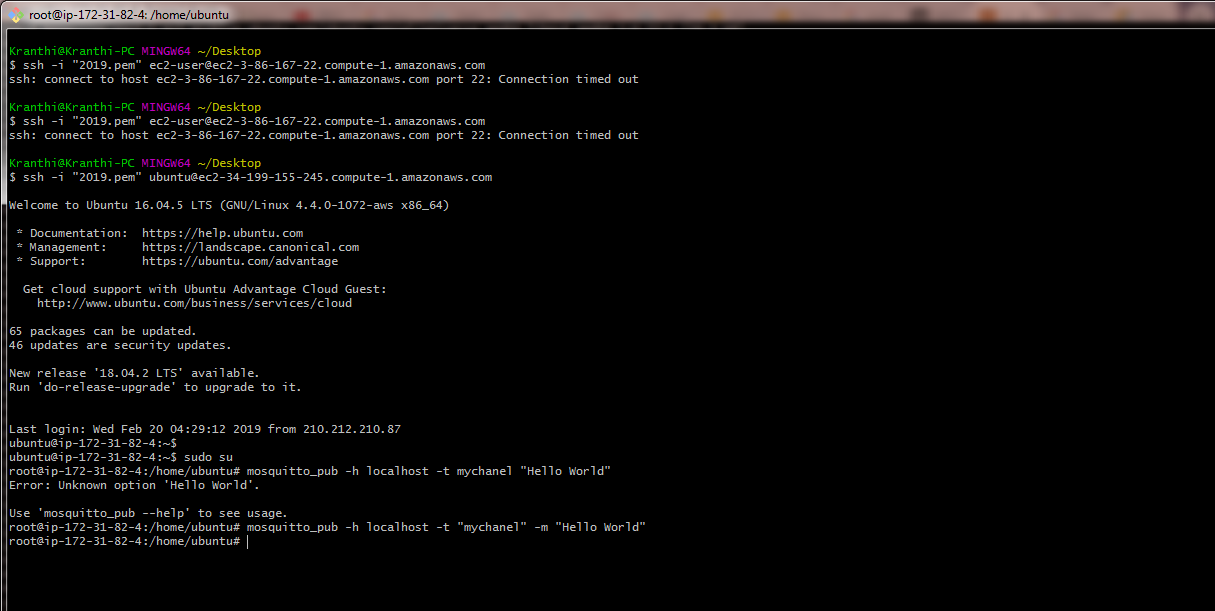 root@ip-172-31-82-4: /home/ubuntu
Kranthi@Kranthi-PC MINGW64 ~/Desktop
$ ssh -i "2019.pem" ec2-user@ec2-3-86-167-22.compute-1.amazonaws.com
ssh: connect to host ec2-3-86-167-22.compute-1.amazonaws.com port 22: Connection timed out
Kranthi@Kranthi-PC MINGW64 ~/Desktop
$ ssh -i "2019.pem" ec2-user@ec2-3-86-167-22.compute-1.amazonaws.com
ssh: connect to host ec2-3-86-167-22.compute-1.amazonaws.com port 22: Connection timed out
Kranthi@Kranthi-PC MINGW64 ~/Desktop
$ ssh -i "2019.pem" ubuntu@ec2-34-199-155-245.compute-1.amazonaws.com
Welcome to Ubuntu 16.04.5 LTS (GNU/Linux 4.4.0-1072-aws x86_64)
* Documentation:  https://help.ubuntu.com
* Management:     https://landscape.canonical.com
* Support:        https://ubuntu.com/advantage
Get cloud support with Ubuntu Advantage Cloud Guest:
http://www.ubuntu.com/business/services/cloud
65 packages can be updated.
46 updates are security updates.
New release '18.04.2 LTS' available.
Run 'do-release-upgrade' to upgrade to it.
Last login: Wed Feb 20 04:29:12 2019 from 210.212.210.87
ubuntu@ip-172-31-82-4:~$
ubuntu@ip-172-31-82-4:~$ sudo su
root@ip-172-31-82-4:/home/ubuntu# mosquitto_pub -h localhost -t mychanel "Hello World"
Error: Unknown option 'Hello World'.
Use 'mosquitto_pub --help' to see usage.
root@ip-172-31-82-4:/home/ubuntu# mosquitto_pub -h localhost -t "mychanel" -m "Hello World"
root@ip-172-31-82-4:/home/ubuntu#